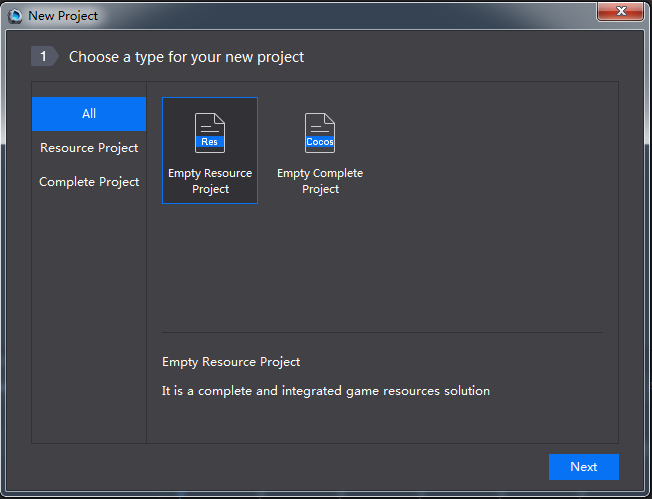 New Project
1 Choose a type for your new project
All
Resource Project
Complete Project
Res
Empty Resource
Project
Cocos
Empty Complete
Project
Empty Resource Project
It is a complete and integrated game resources solution
Next